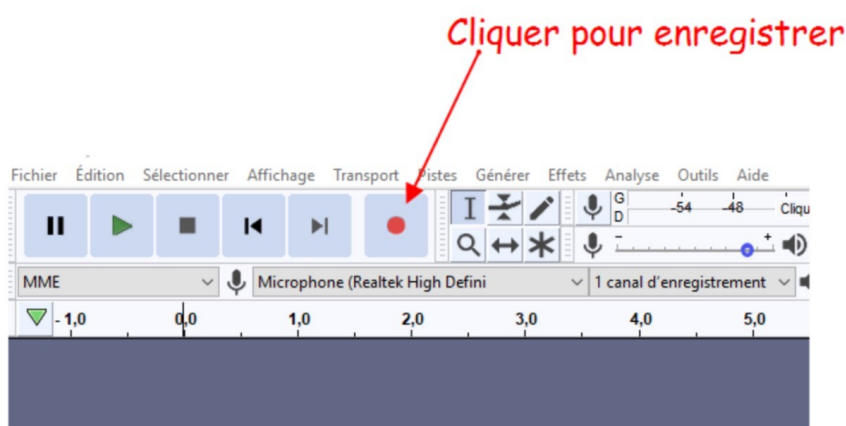 Cliquer pour enregistrer
Fichier Édition Sélectionner Affichage Transport Pistes Générer Effets Analyse Outils Aide
G
D
-54 -48 Cliqu
- +
MME Microphone (Realtek High Defini 1 canal d'enregistrement
- 1,0 0,0 1,0 2,0 3,0 4,0 5,0